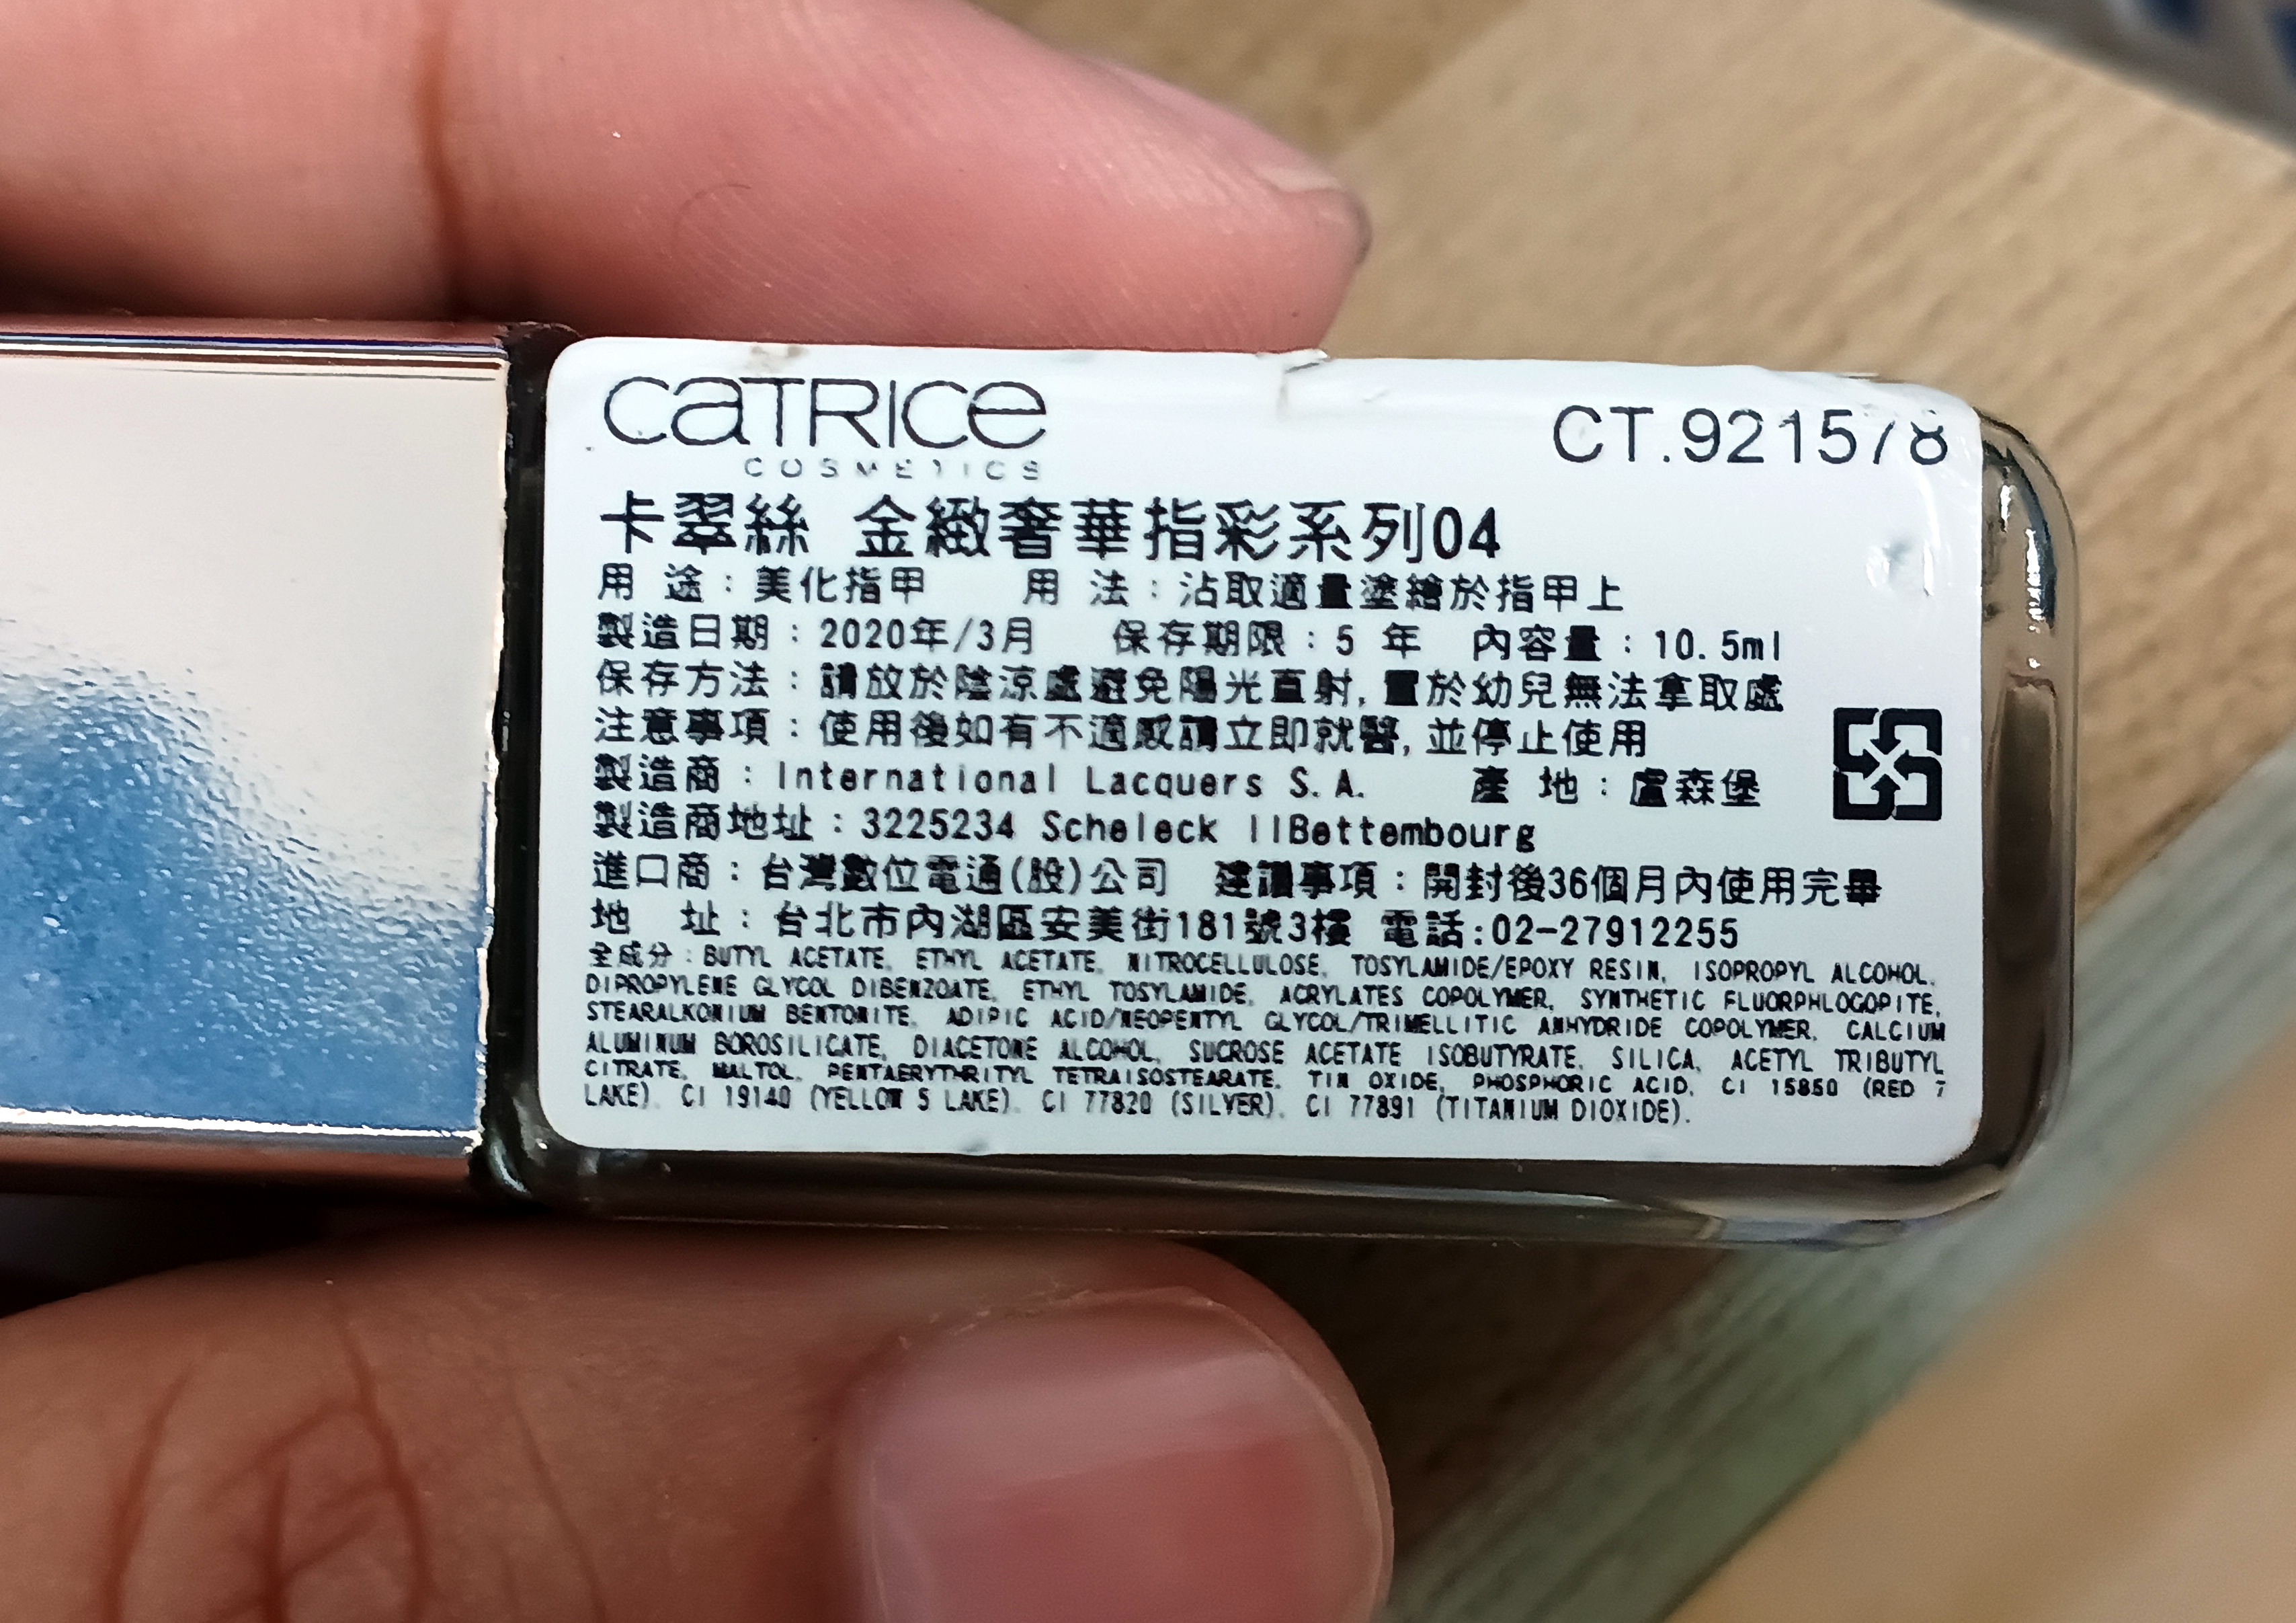 CATRICE
COSMETICS
CT.921578
卡翠絲 金緻奢華指彩系列04
用 途：美化指甲 用 法：沾取適量塗繪於指甲上
製造日期：2020年/3月 保存期限：5 年 內容量：10.5ml
保存方法：請放於陰涼處避免陽光直射,置於幼兒無法拿取處
注意事項：使用後如有不適感請立即就醫,並停止使用
製造商：International Lacquers S.A. 產 地：盧森堡
製造商地址：3225234 Scheleck IIBettembourg
進口商：台灣數位電通(股)公司 建議事項：開封後36個月內使用完畢
地 址：台北市內湖區安美街181號3樓 電話:02-27912255
全成分：BUTYL ACETATE, ETHYL ACETATE, NITROCELLULOSE, TOSYLAMIDE/EPOXY RESIN, ISOPROPYL ALCOHOL,
DIPROPYLENE GLYCOL DIBENZOATE, ETHYL TOSYLAMIDE, ACRYLATES COPOLYMER, SYNTHETIC FLUORPHLOGOPITE,
STEARALKONIUM BENTONITE, ADIPIC ACID/NEOPENTYL GLYCOL/TRIMELLITIC ANHYDRIDE COPOLYMER, CALCIUM
ALUMINUM BOROSILICATE, DIACETONE ALCOHOL, SUCROSE ACETATE ISOBUTYRATE, SILICA, ACETYL TRIBUTYL
CITRATE, MALTOL, PENTAERYTHRITYL TETRAISOSTEARATE, TIN OXIDE, PHOSPHORIC ACID, CI 15850 (RED 7
LAKE), CI 19140 (YELLOW 5 LAKE), CI 77820 (SILVER), CI 77891 (TITANIUM DIOXIDE).